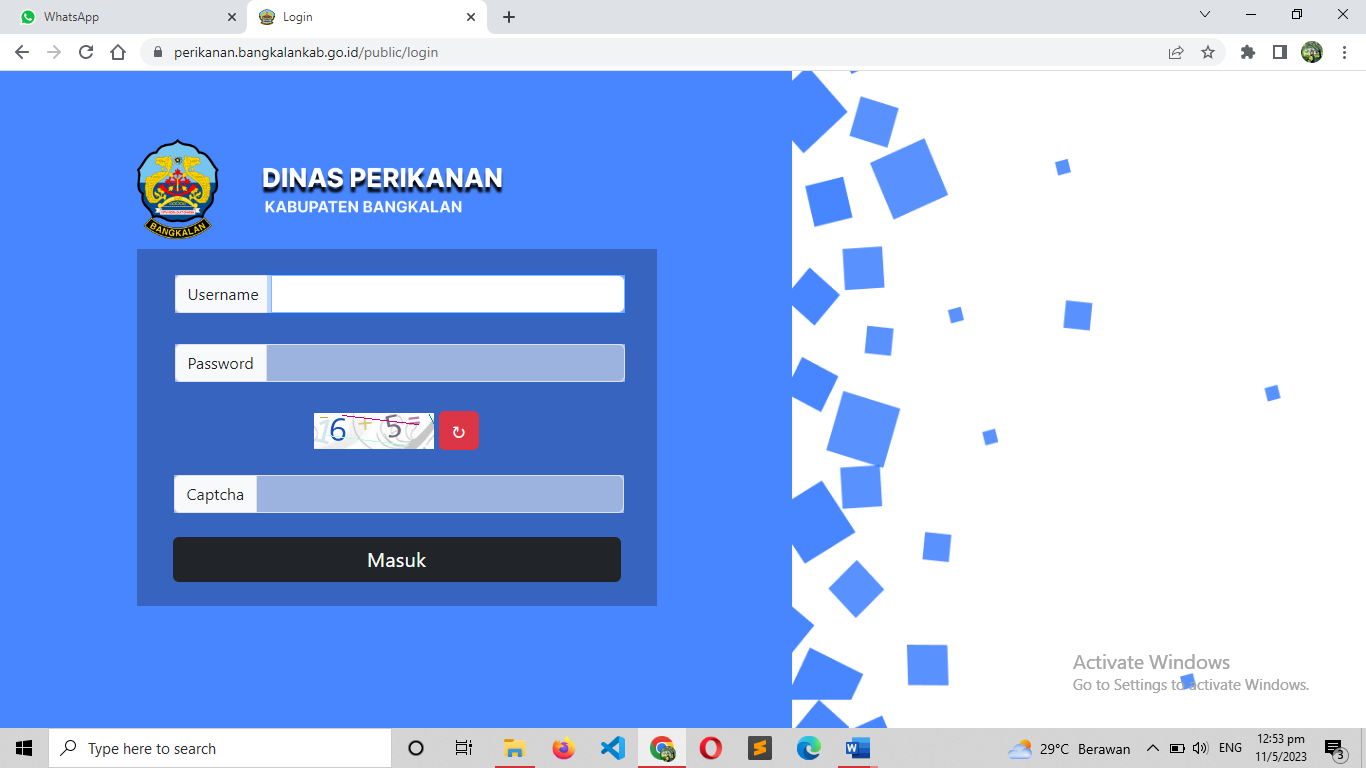 WhatsApp
Login
perikanan.bangkalankab.go.id/public/login
BANGKALAN
DINAS PERIKANAN
KABUPATEN BANGKALAN
Username
Password
6 + 5 =
↻
Captcha
Masuk
Activate Windows
Go to Settings to activate Windows.
Type here to search
29°C Berawan
ENG
12:53 pm
11/5/2023
3